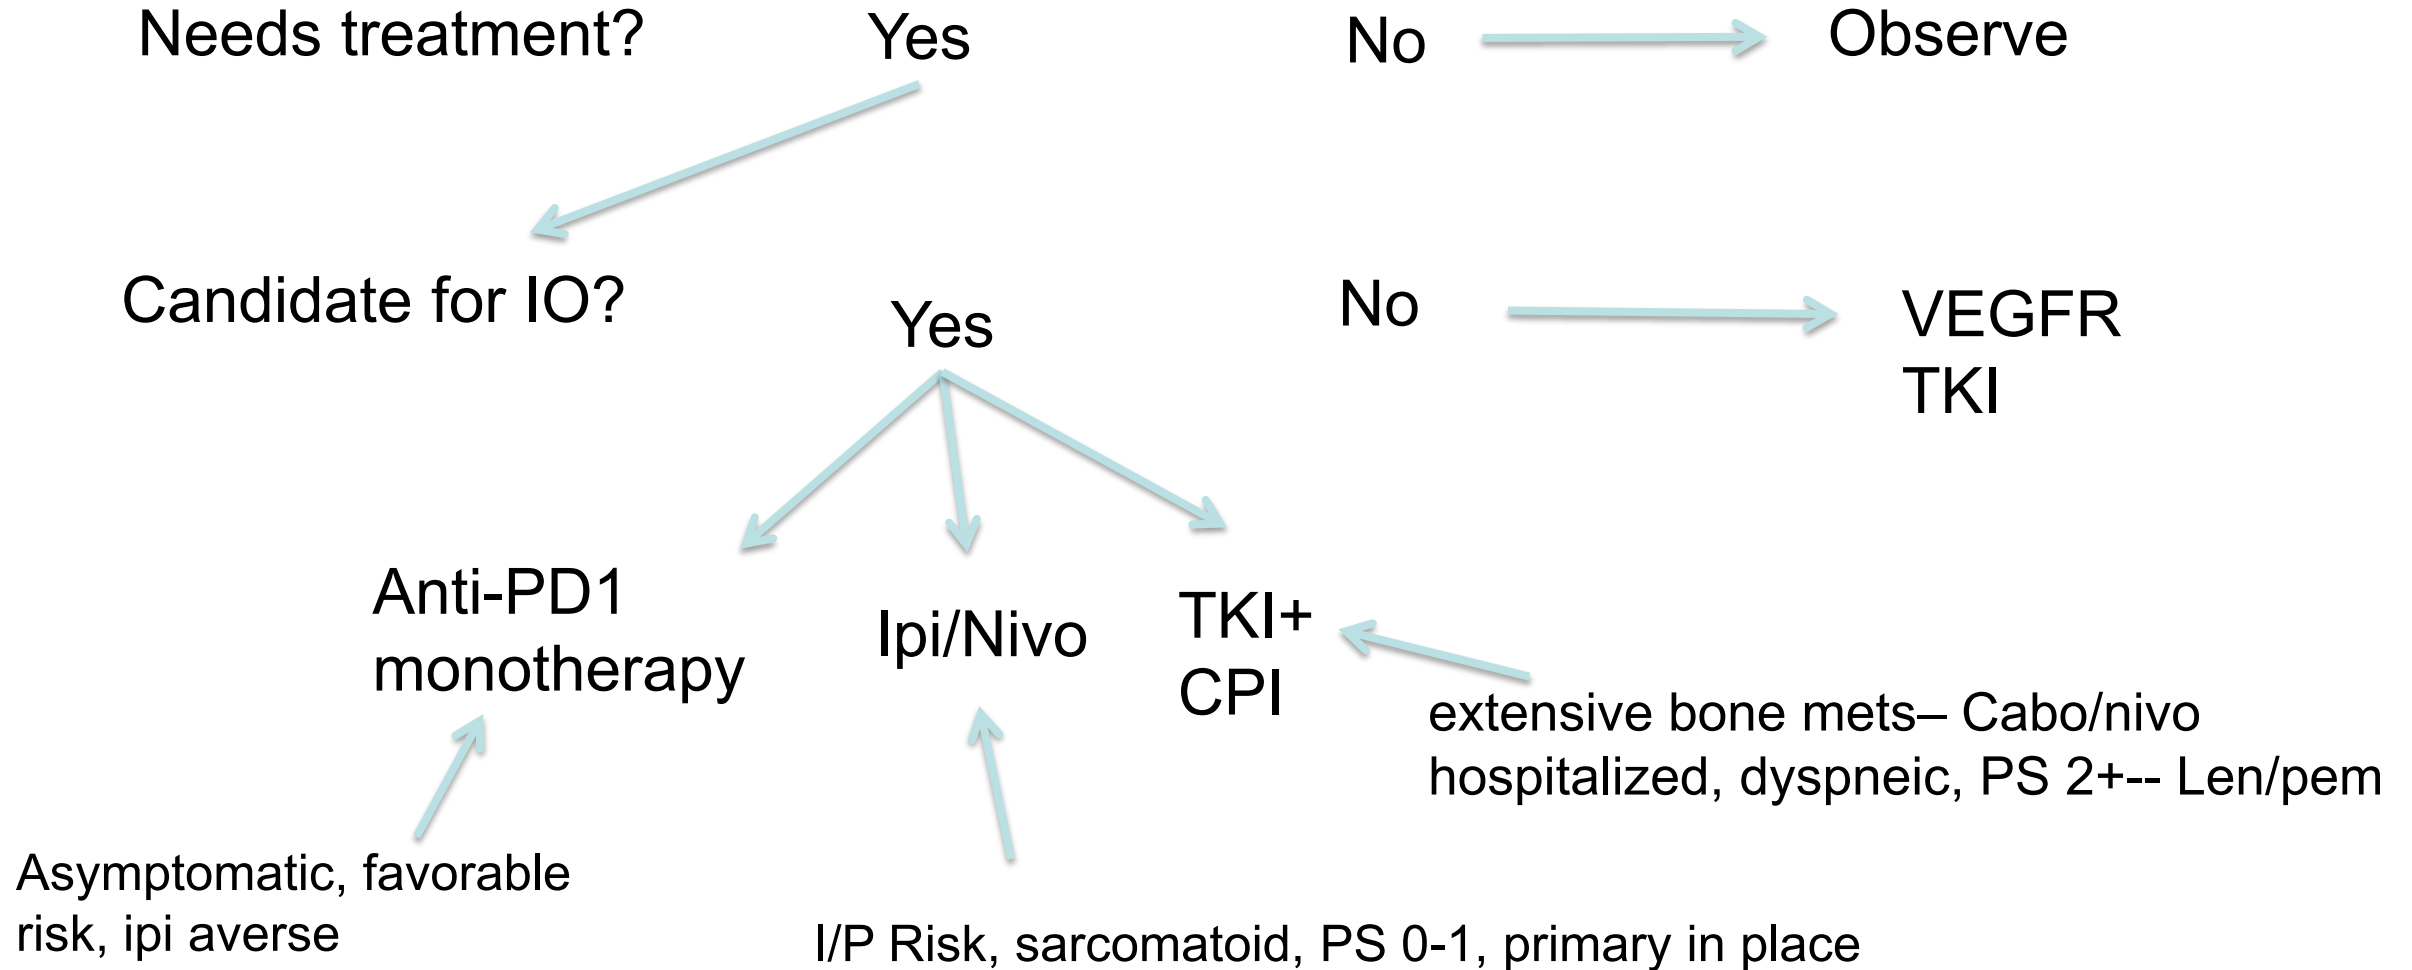 Needs treatment?
Yes
No
Observe
Candidate for IO?
Yes
No
VEGFR
TKI
Anti-PD1
monotherapy
Ipi/Nivo
TKI+
CPI
extensive bone mets– Cabo/nivo
hospitalized, dyspneic, PS 2+-- Len/pem
Asymptomatic, favorable
risk, ipi averse
I/P Risk, sarcomatoid, PS 0-1, primary in place